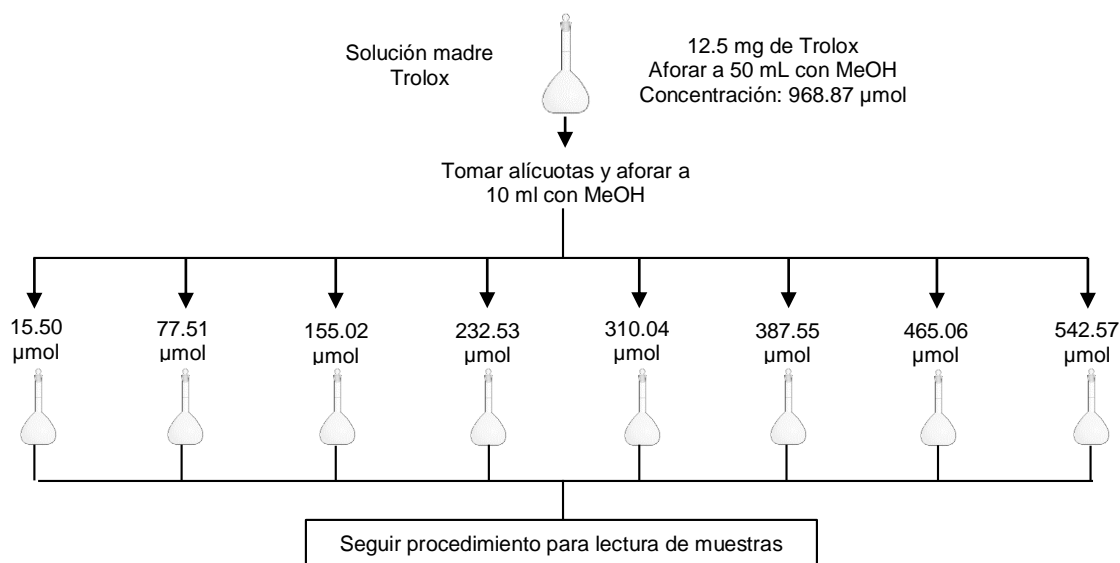 Solución madre
Trolox
12.5 mg de Trolox
Aforar a 50 mL con MeOH
Concentración: 968.87 µmol
Tomar alícuotas y aforar a
10 ml con MeOH
15.50
µmol
77.51
µmol
155.02
µmol
232.53
µmol
310.04
µmol
387.55
µmol
465.06
µmol
542.57
µmol
Seguir procedimiento para lectura de muestras